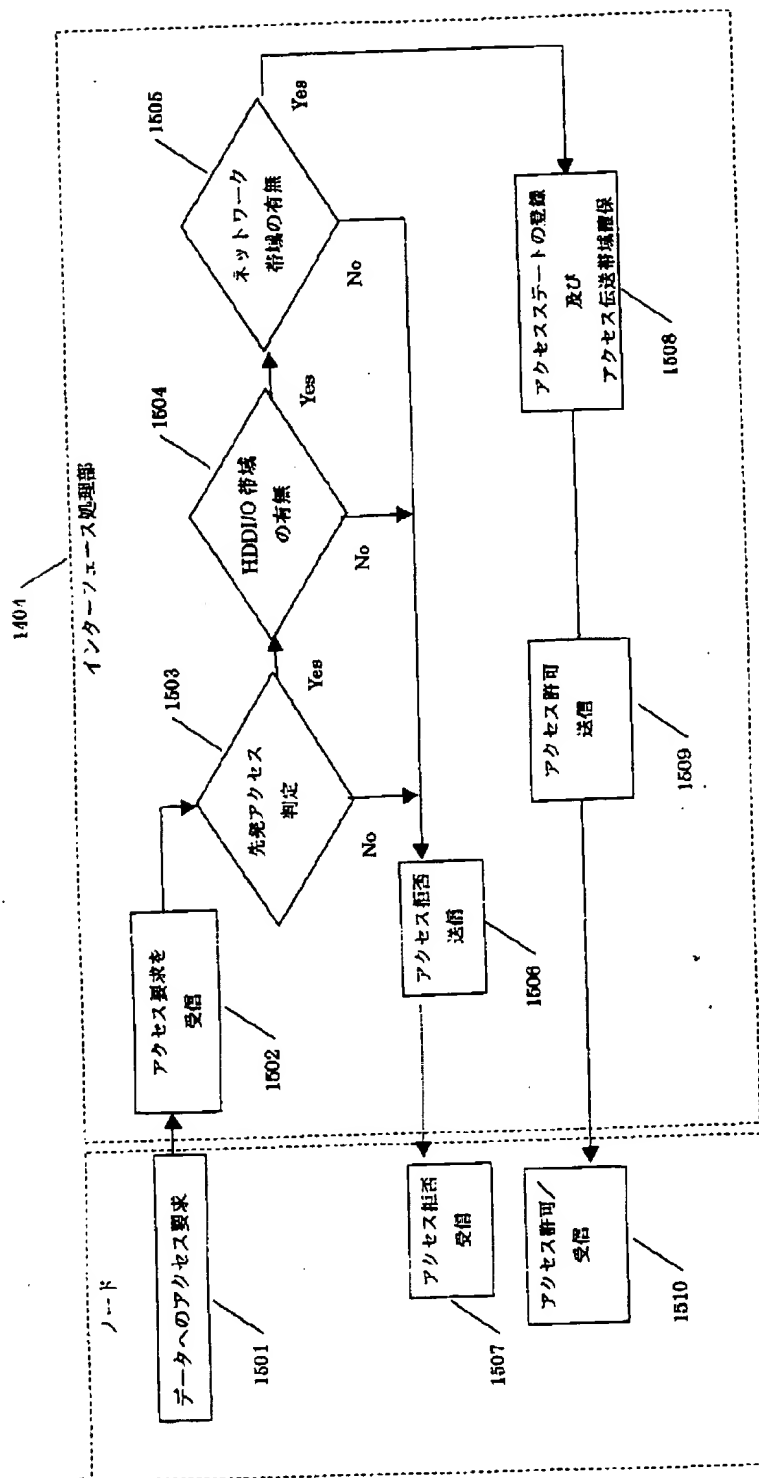 1404
インターフェース処理部
ノード
データへのアクセス要求
1501
アクセス要求を
受信
1502
先発アクセス
判定
1503
Yes
No
HDDI/O 帯域
の有無
1504
Yes
No
ネットワーク
帯域の有無
1505
Yes
No
アクセス拒否
送信
1506
アクセス拒否
受信
1507
アクセスステートの登録
及び
アクセス伝送帯域確保
1508
アクセス許可
送信
1509
アクセス許可/
受信
1510